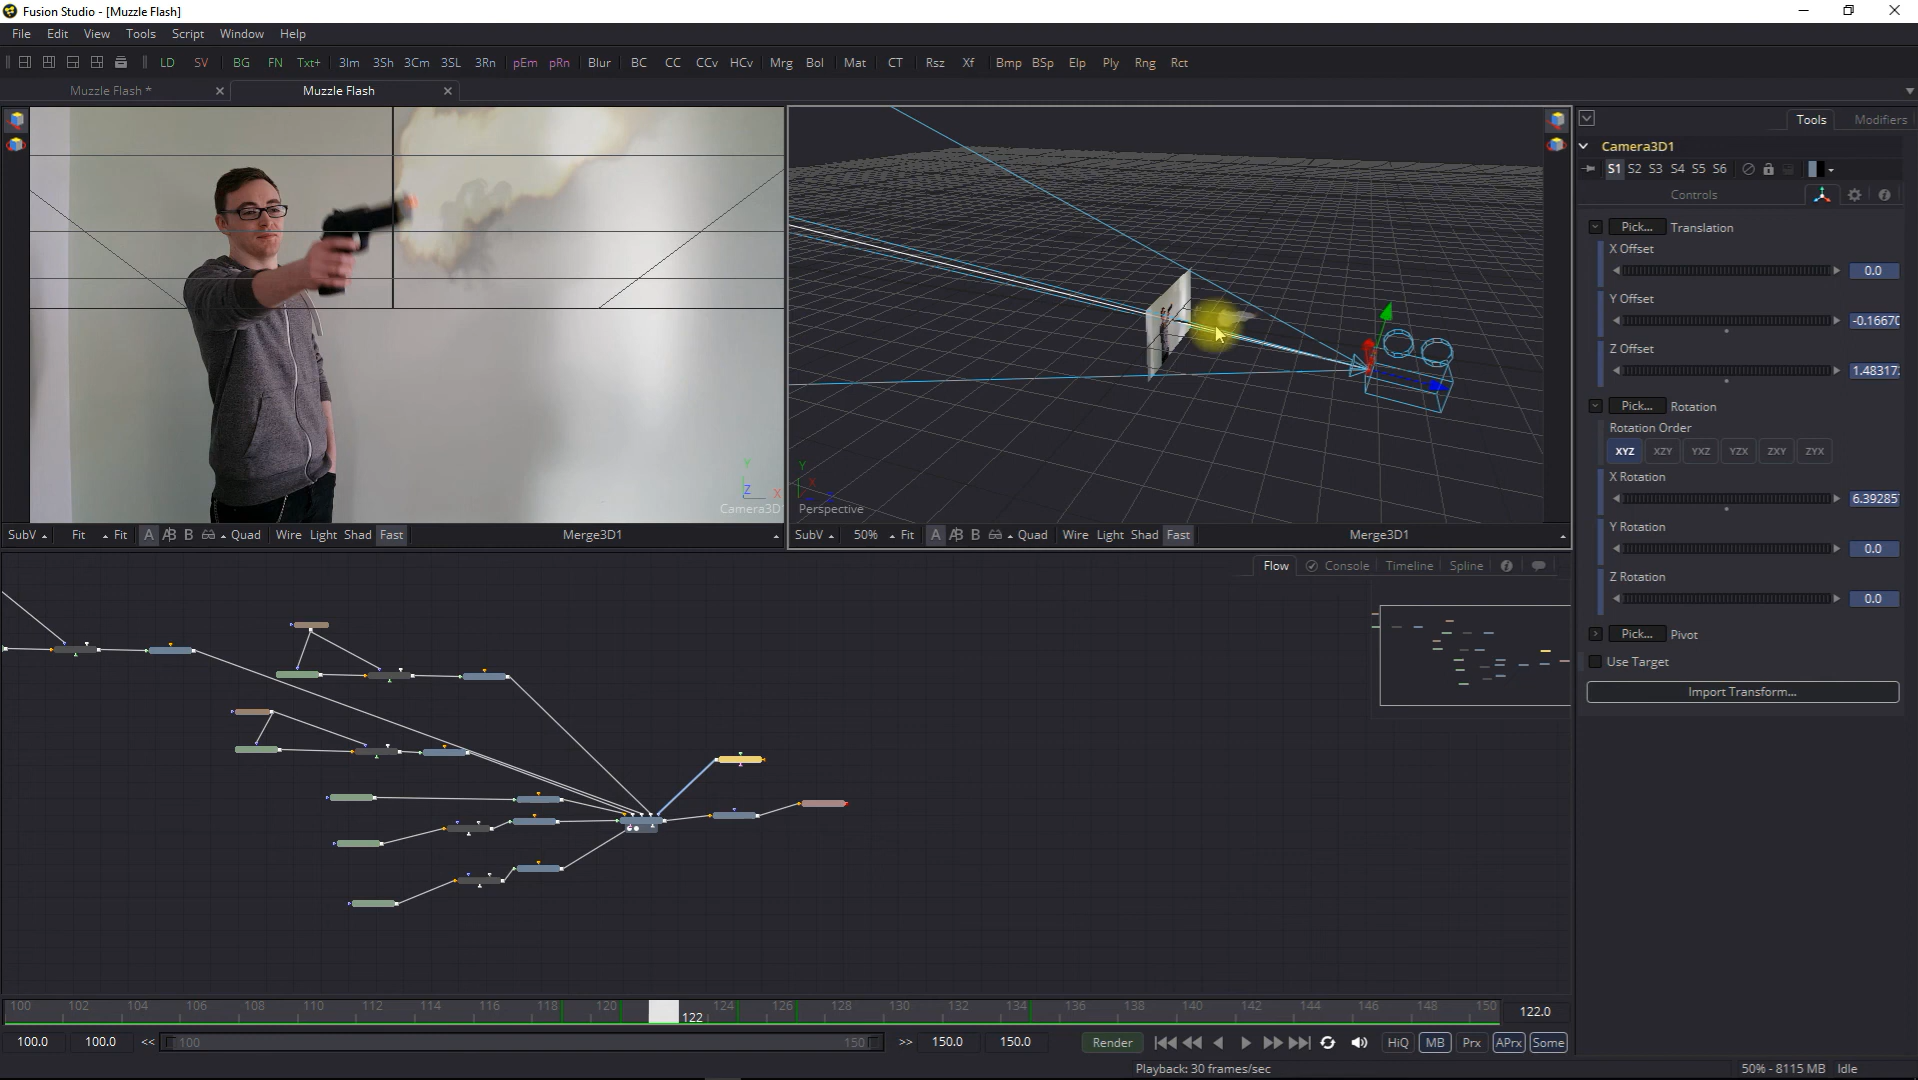 Fusion Studio - [Muzzle Flash]
File Edit View Tools Script Window Help
LD SV BG FN Txt+ 3Im 3Sh 3Cm 3SL 3Rn pEm pRn Blur BC CC CCv HCv Mrg Bol Mat CT Rsz Xf Bmp BSp Elp Ply Rng Rct
Muzzle Flash * Muzzle Flash
Tools Modifiers
Camera3D1
S1 S2 S3 S4 S5 S6
Controls
Pick... Translation
X Offset
0.0
Y Offset
-0.16670
Z Offset
1.48317
Pick... Rotation
Rotation Order
XYZ XZY YXZ YZX ZXY ZYX
X Rotation
6.39285
Y Rotation
0.0
Z Rotation
0.0
Pick... Pivot
Use Target
Import Transform...
Y
Z X
Camera3D
Y
X
Z
Perspective
SubV Fit Fit A AB B Quad Wire Light Shad Fast Merge3D1
SubV 50% Fit A AB B Quad Wire Light Shad Fast Merge3D1
Flow Console Timeline Spline
100 102 104 106 108 110 112 114 116 118 120 122 124 126 128 130 132 134 136 138 140 142 144 146 148 150 122.0
100.0 100.0 << 100 150 >> 150.0 150.0 Render HiQ MB Prx APrx Some
Playback: 30 frames/sec 50% - 8115 MB Idle